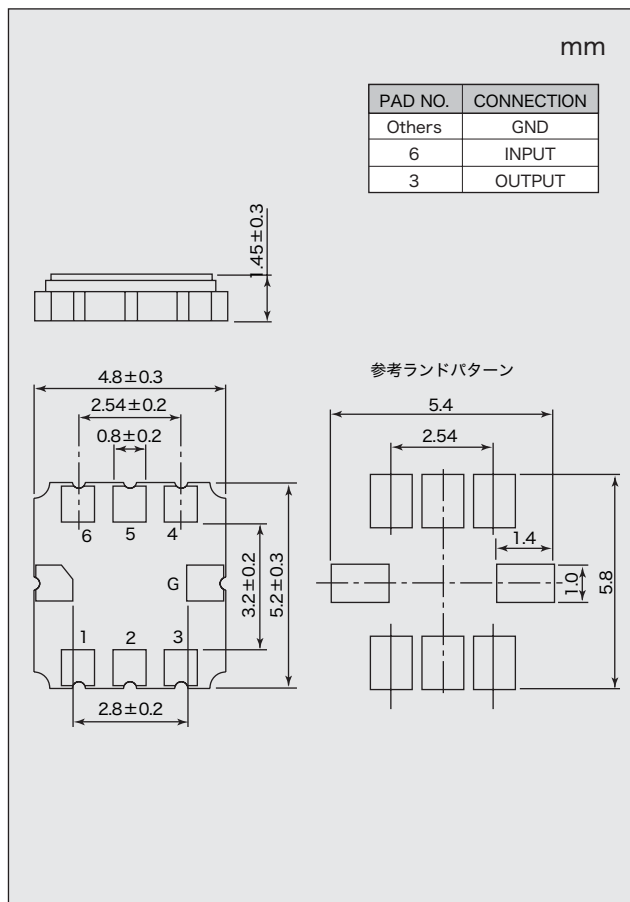 mm
PAD NO. CONNECTION
Others GND
6 INPUT
3 OUTPUT
1.45±0.3
4.8±0.3
2.54±0.2
0.8±0.2
6 5 4
G
1 2 3
3.2±0.2
5.2±0.3
2.8±0.2
参考ランドパターン
5.4
2.54
1.4
1.0
5.8